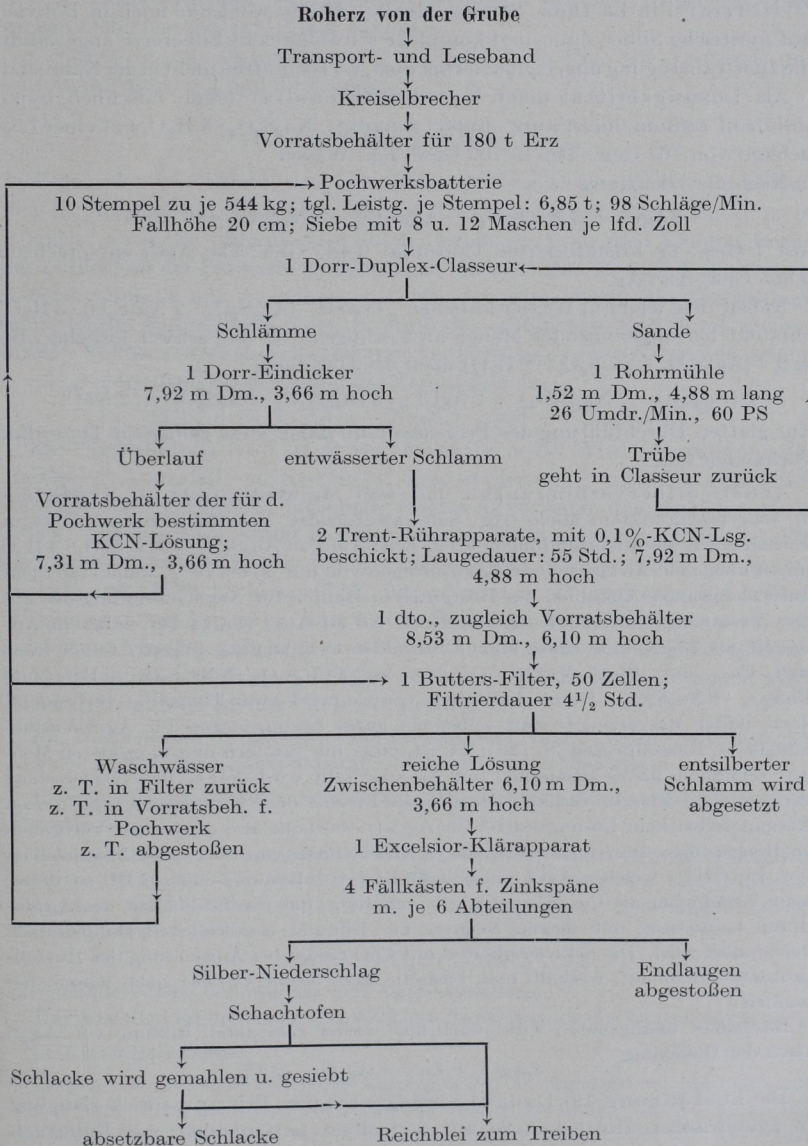 Roherz von der Grube
Transport- und Leseband
Kreiselbrecher
Vorratsbehälter für 180 t Erz
Pochwerksbatterie
10 Stempel zu je 544 kg; tgl. Leistg. je Stempel: 6,85 t; 98 Schläge/Min.
Fallhöhe 20 cm; Siebe mit 8 u. 12 Maschen je lfd. Zoll
1 Dorr-Duplex-Classeur
Schlämme
1 Dorr-Eindicker
7,92 m Dm., 3,66 m hoch
Sande
1 Rohrmühle
1,52 m Dm., 4,88 m lang
26 Umdr./Min., 60 PS
Trübe
geht in Classeur zurück
Überlauf
Vorratsbehälter der für d.
Pochwerk bestimmten
KCN-Lösung;
7,31 m Dm., 3,66 m hoch
entwässerter Schlamm
2 Trent-Rührapparate, mit 0,1%-KCN-Lsg.
beschickt; Laugedauer: 55 Std.; 7,92 m Dm.,
4,88 m hoch
1 dto., zugleich Vorratsbehälter
8,53 m Dm., 6,10 m hoch
1 Butters-Filter, 50 Zellen;
Filtrierdauer 4 1/2 Std.
Waschwässer
z. T. in Filter zurück
z. T. in Vorratsbeh. f.
Pochwerk
z. T. abgestoßen
reiche Lösung
Zwischenbehälter 6,10 m Dm.,
3,66 m hoch
entsilberter
Schlamm wird
abgesetzt
1 Excelsior-Klärapparat
4 Fällkästen f. Zinkspäne
m. je 6 Abteilungen
Silber-Niederschlag
Schachtofen
Endlaugen
abgestoßen
Schlacke wird gemahlen u. gesiebt
absetzbare Schlacke
Reichblei zum Treiben